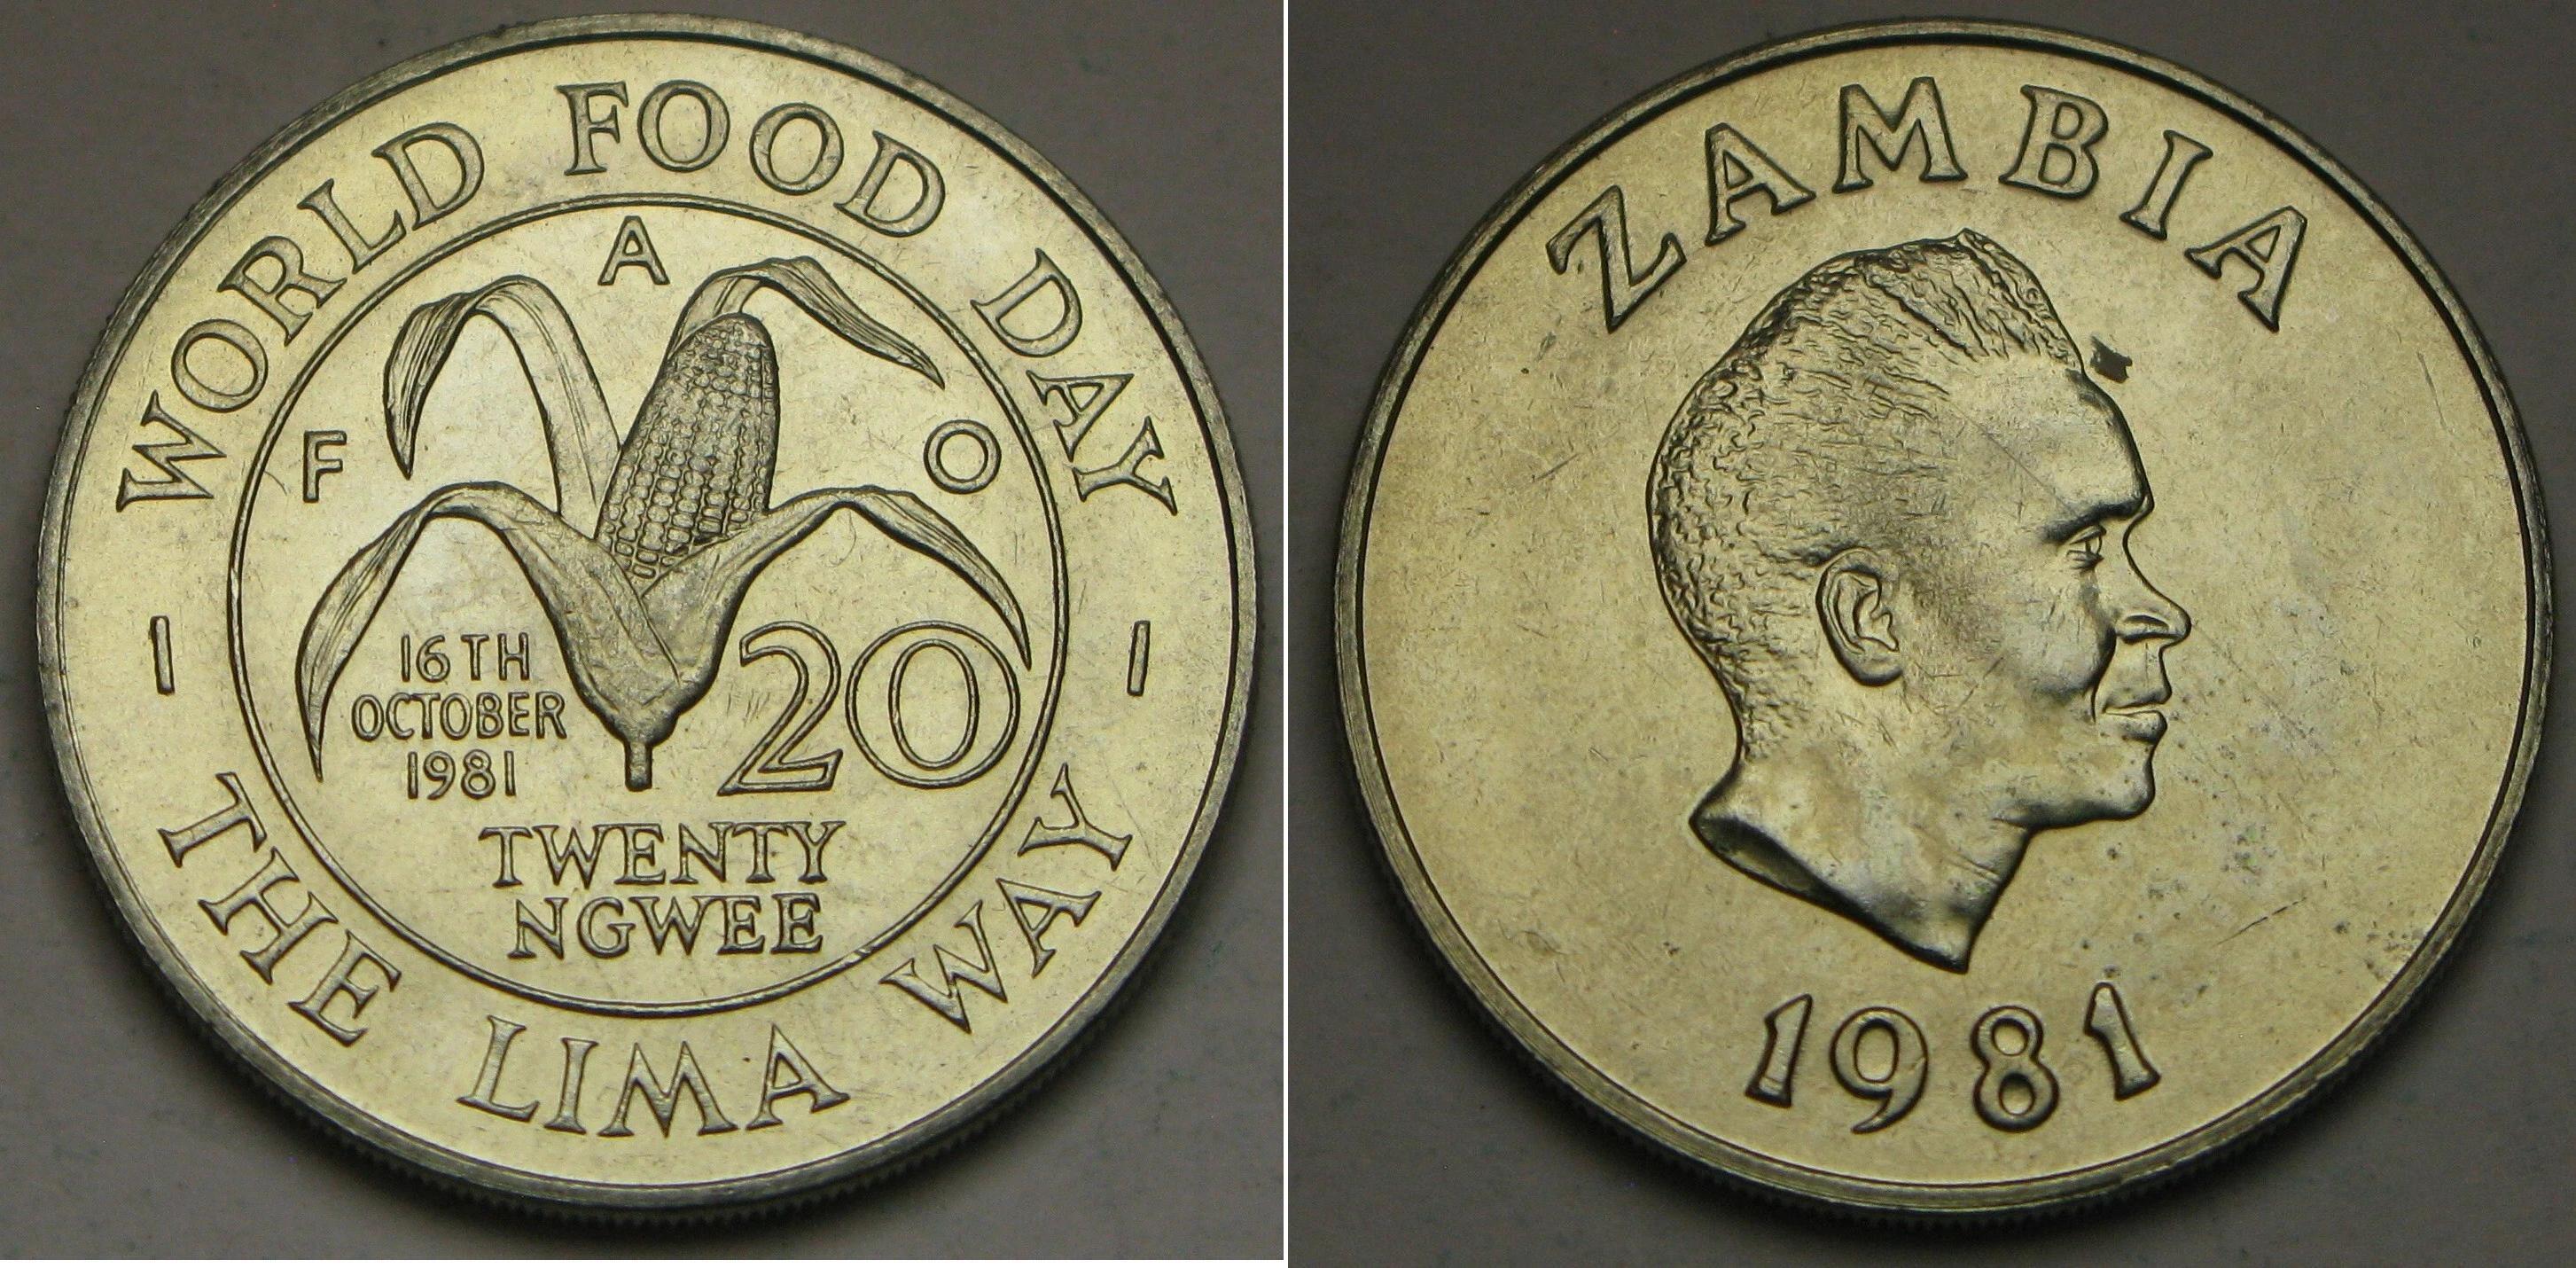 WORLD FOOD DAY
F A O
16TH
OCTOBER
1981
20
TWENTY
NGWEE
THE LIMA WAY
ZAMBIA
1981